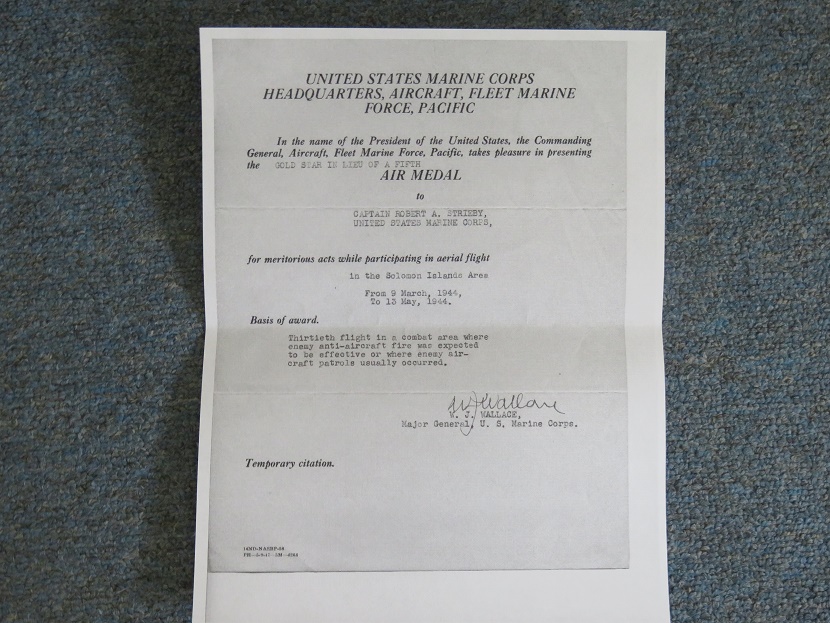 UNITED STATES MARINE CORPS
HEADQUARTERS, AIRCRAFT, FLEET MARINE
FORCE, PACIFIC
In the name of the President of the United States, the Commanding
General, Aircraft, Fleet Marine Force, Pacific, takes pleasure in presenting
the GOLD STAR IN LIEU OF A FIFTH
AIR MEDAL
to
CAPTAIN ROBERT A. STRIEBY,
UNITED STATES MARINE CORPS,
for meritorious acts while participating in aerial flight
in the Solomon Islands Area
From 9 March, 1944,
To 13 May, 1944.
Basis of award.
Thirtieth flight in a combat area where
enemy anti-aircraft fire was expected
to be effective or where enemy air-
craft patrols usually occurred.
W J Wallace
W. J. WALLACE,
Major General, U. S. Marine Corps.
Temporary citation.